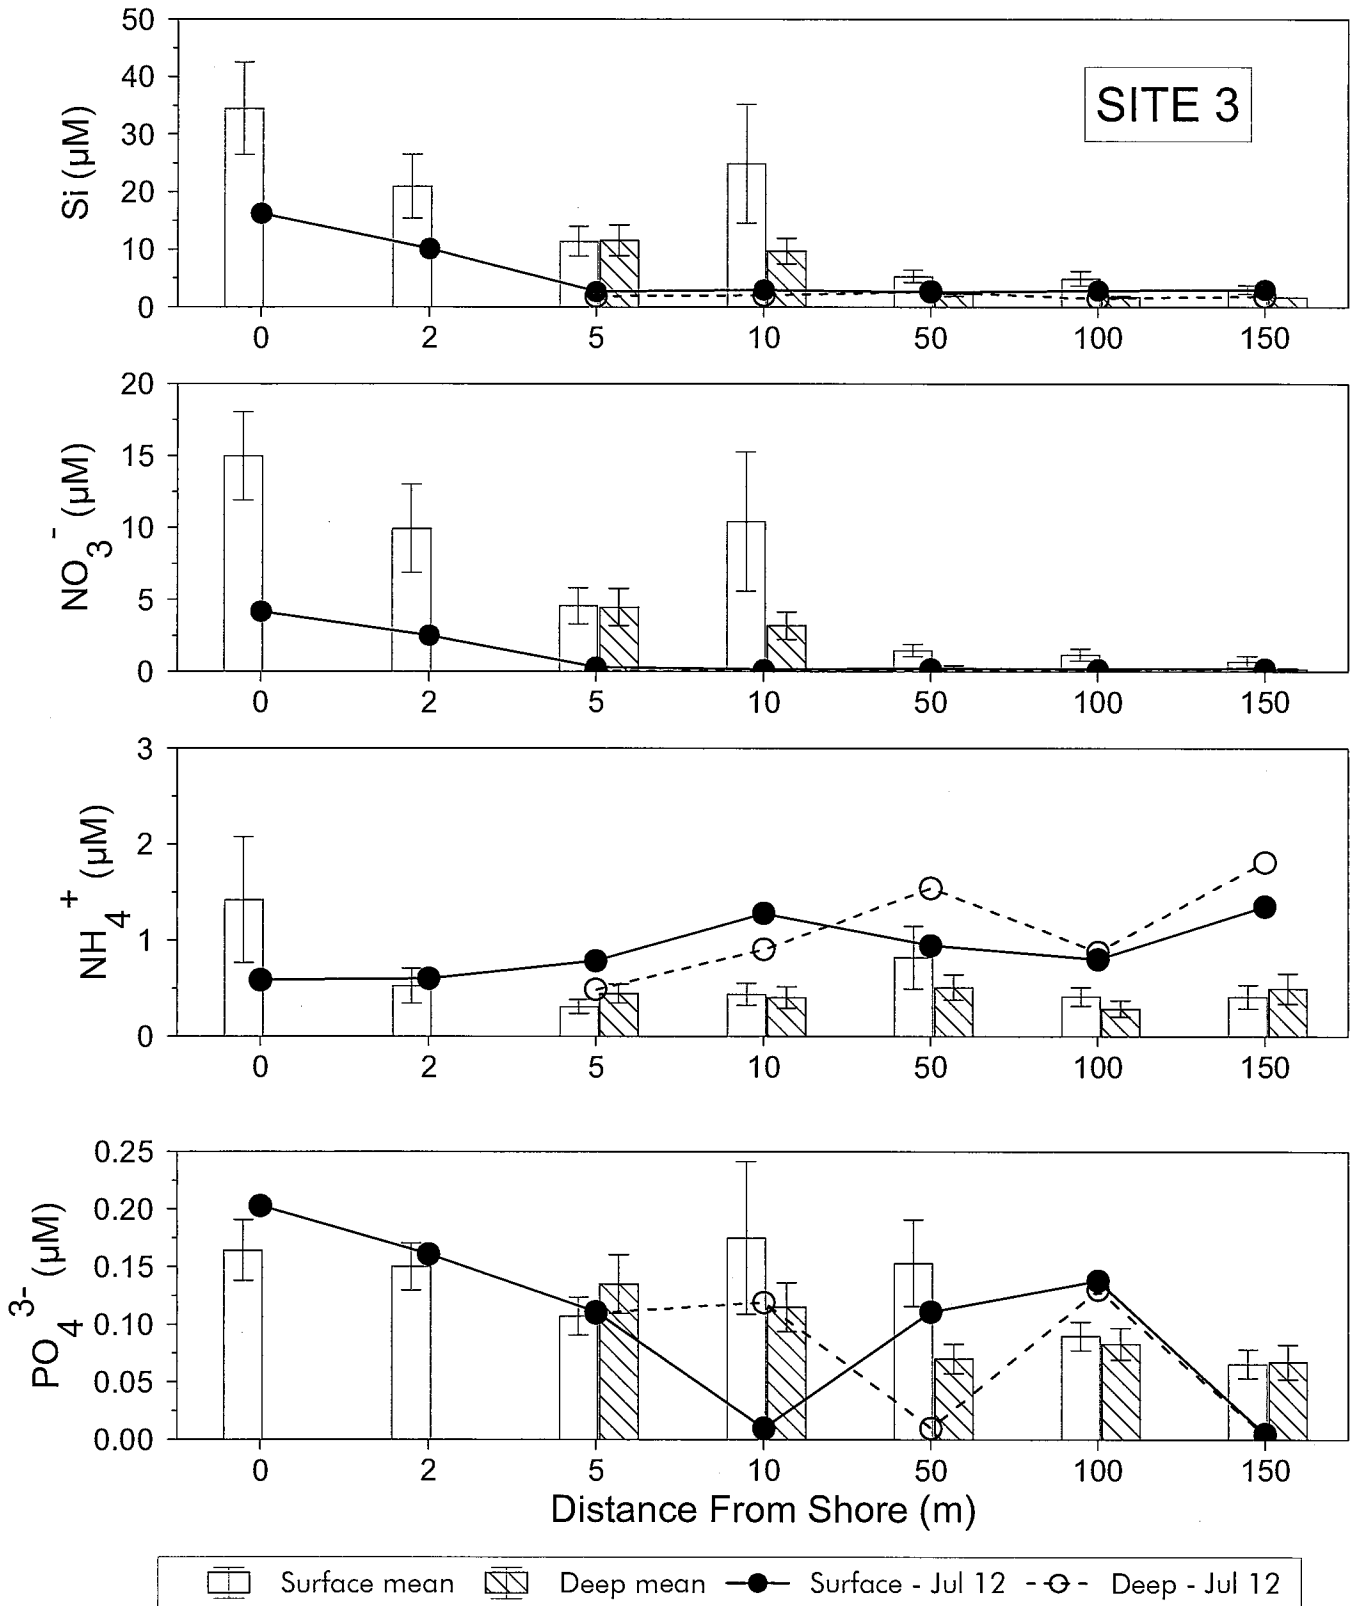 SITE 3
Si (µM)
50
40
30
20
10
0
0 2 5 10 50 100 150
NO3- (µM)
20
15
10
5
0
0 2 5 10 50 100 150
NH4+ (µM)
3
2
1
0
0 2 5 10 50 100 150
PO43- (µM)
0.25
0.20
0.15
0.10
0.05
0.00
0 2 5 10 50 100 150
Distance From Shore (m)
Surface mean Deep mean Surface - Jul 12 Deep - Jul 12